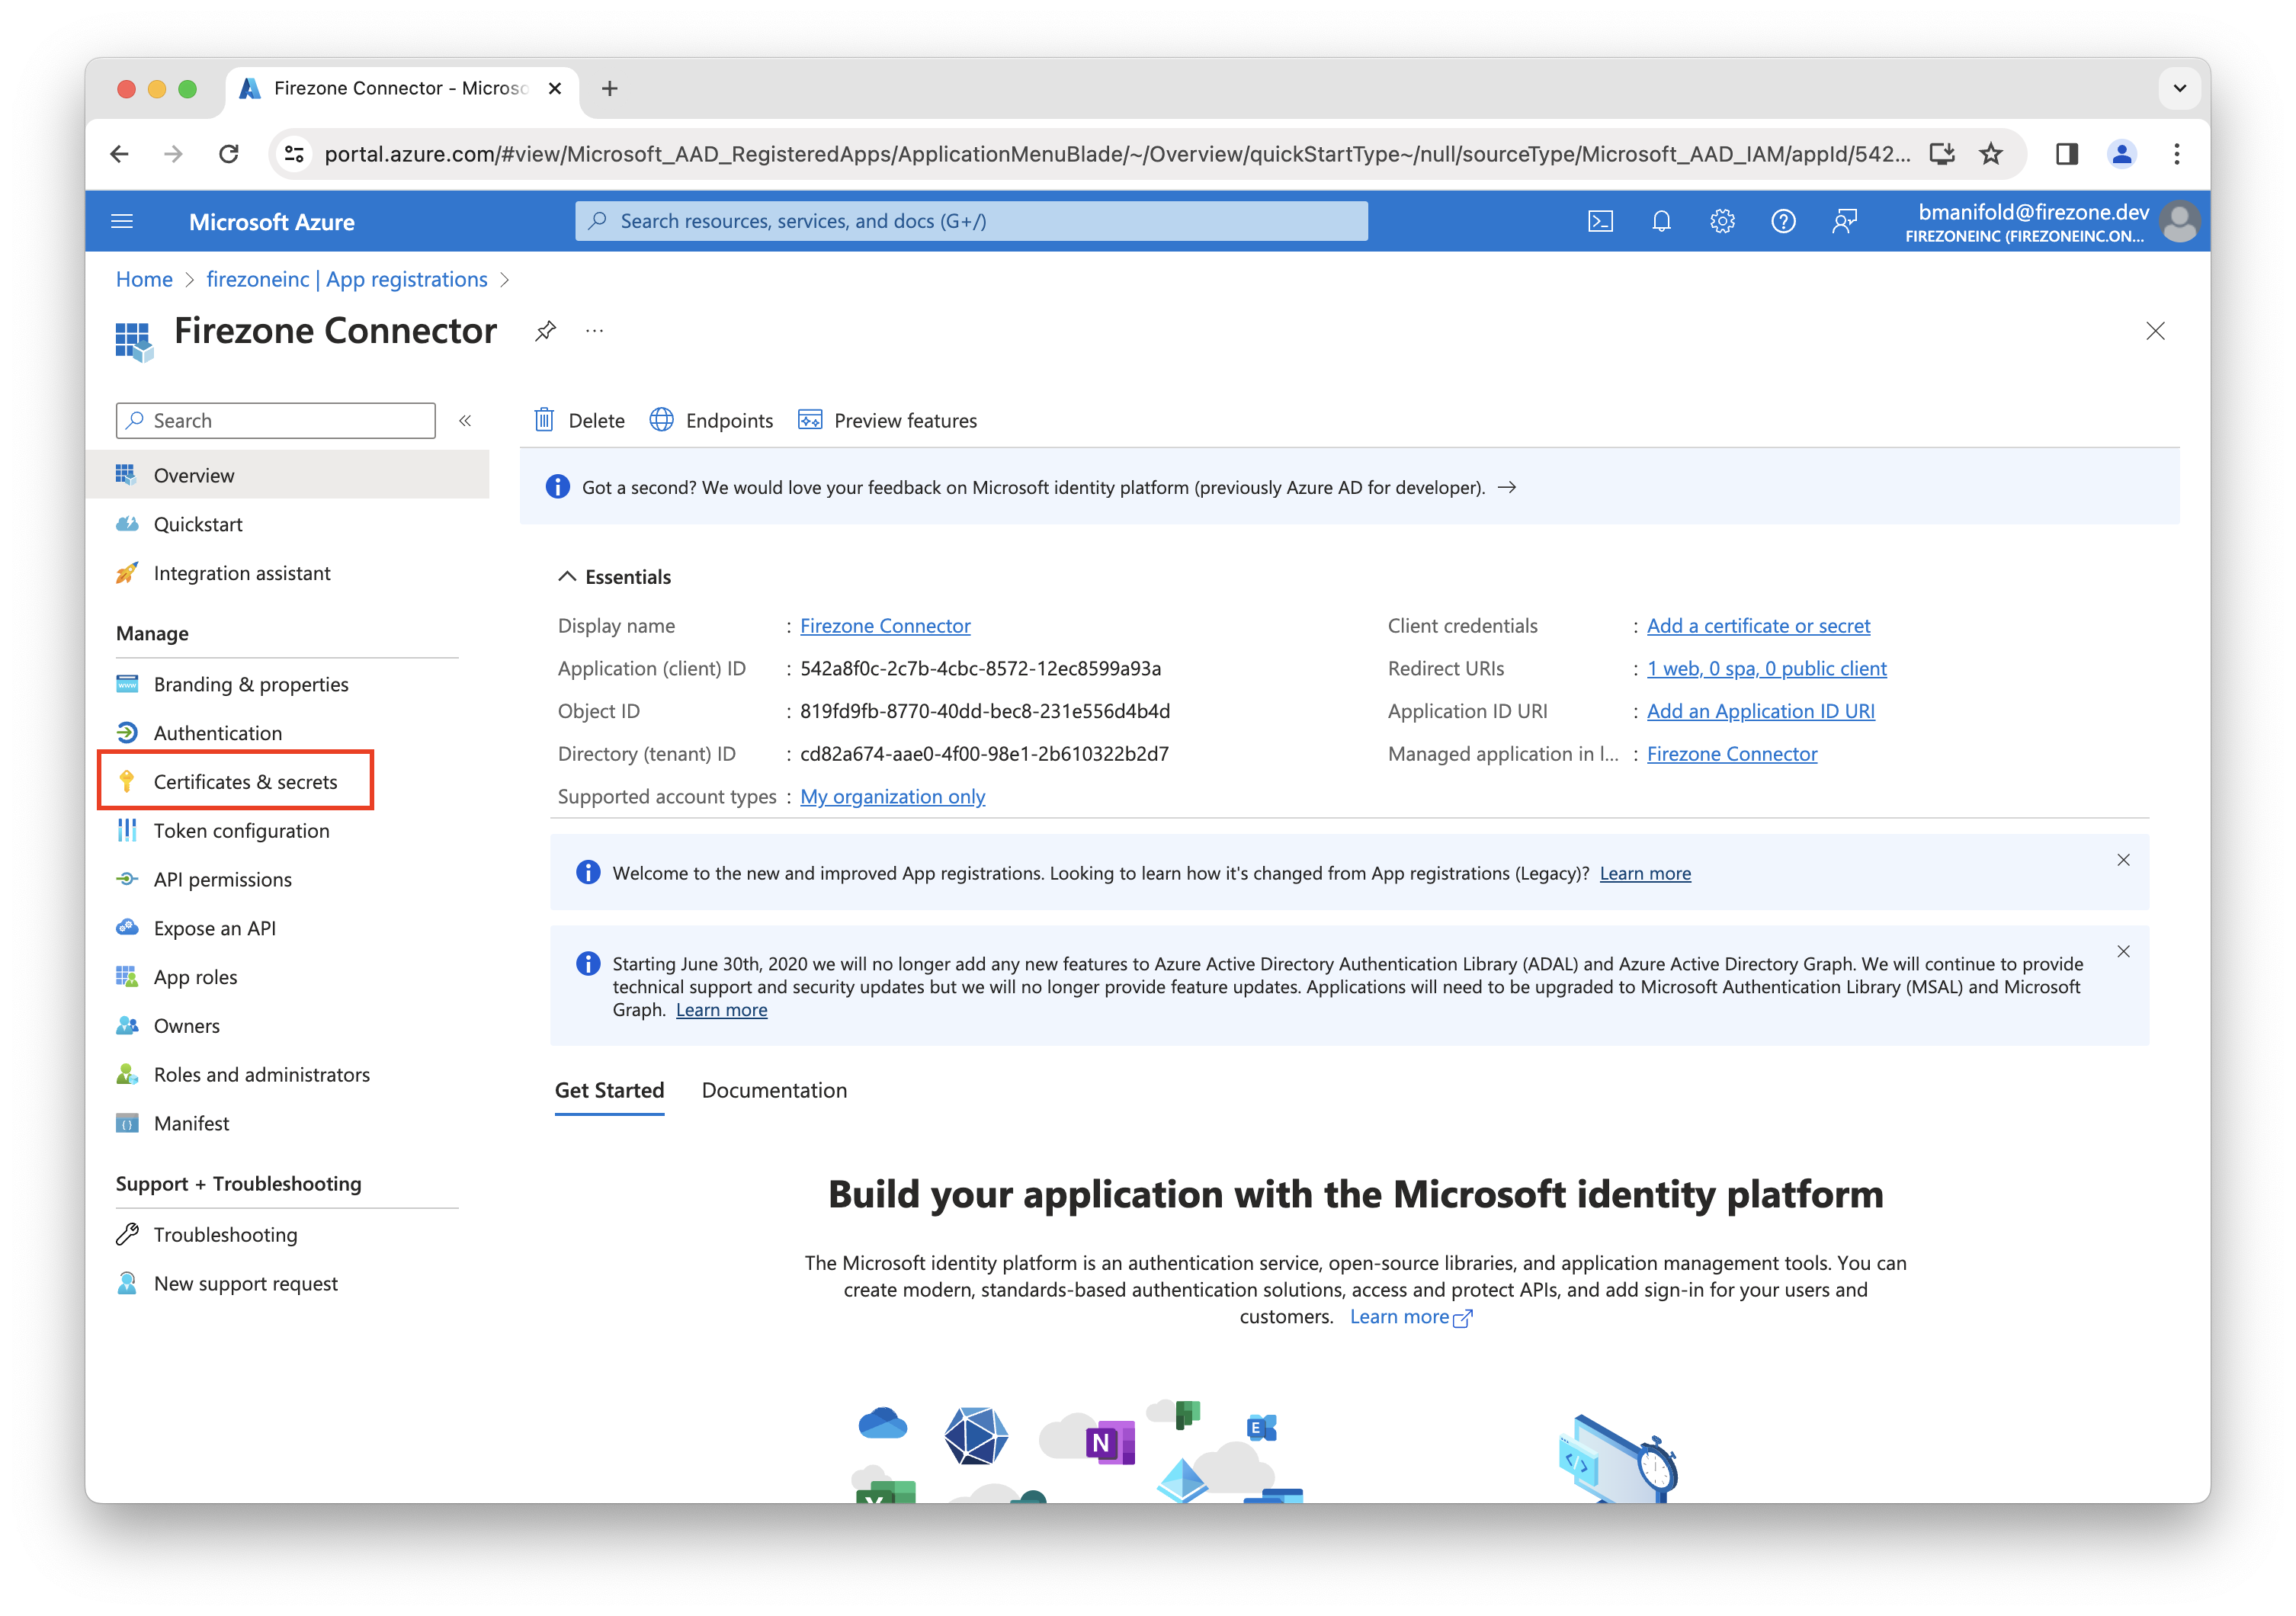 Firezone Connector - Micros
portal.azure.com/#view/Microsoft_AAD_RegisteredApps/ApplicationMenuBlade/~/Overview/quickStartType~/null/sourceType/Microsoft_AAD_IAM/appId/542...
Microsoft Azure
Search resources, services, and docs (G+/)
bmanifold@firezone.dev
FIREZONEINC (FIREZONEINC.ON...
Home > firezoneinc | App registrations >
Firezone Connector
...
Search
«
Overview
Quickstart
Integration assistant
Manage
Branding & properties
Authentication
Certificates & secrets
Token configuration
API permissions
Expose an API
App roles
Owners
Roles and administrators
Manifest
Support + Troubleshooting
Troubleshooting
New support request
Delete Endpoints Preview features
Got a second? We would love your feedback on Microsoft identity platform (previously Azure AD for developer). →
Essentials
Display name : Firezone Connector
Application (client) ID : 542a8f0c-2c7b-4cbc-8572-12ec8599a93a
Object ID : 819fd9fb-8770-40dd-bec8-231e556d4b4d
Directory (tenant) ID : cd82a674-aae0-4f00-98e1-2b610322b2d7
Supported account types : My organization only
Client credentials : Add a certificate or secret
Redirect URIs : 1 web, 0 spa, 0 public client
Application ID URI : Add an Application ID URI
Managed application in l... : Firezone Connector
Welcome to the new and improved App registrations. Looking to learn how it's changed from App registrations (Legacy)? Learn more
Starting June 30th, 2020 we will no longer add any new features to Azure Active Directory Authentication Library (ADAL) and Azure Active Directory Graph. We will continue to provide
technical support and security updates but we will no longer provide feature updates. Applications will need to be upgraded to Microsoft Authentication Library (MSAL) and Microsoft
Graph. Learn more
Get Started Documentation
Build your application with the Microsoft identity platform
The Microsoft identity platform is an authentication service, open-source libraries, and application management tools. You can
create modern, standards-based authentication solutions, access and protect APIs, and add sign-in for your users and
customers. Learn more
N
E